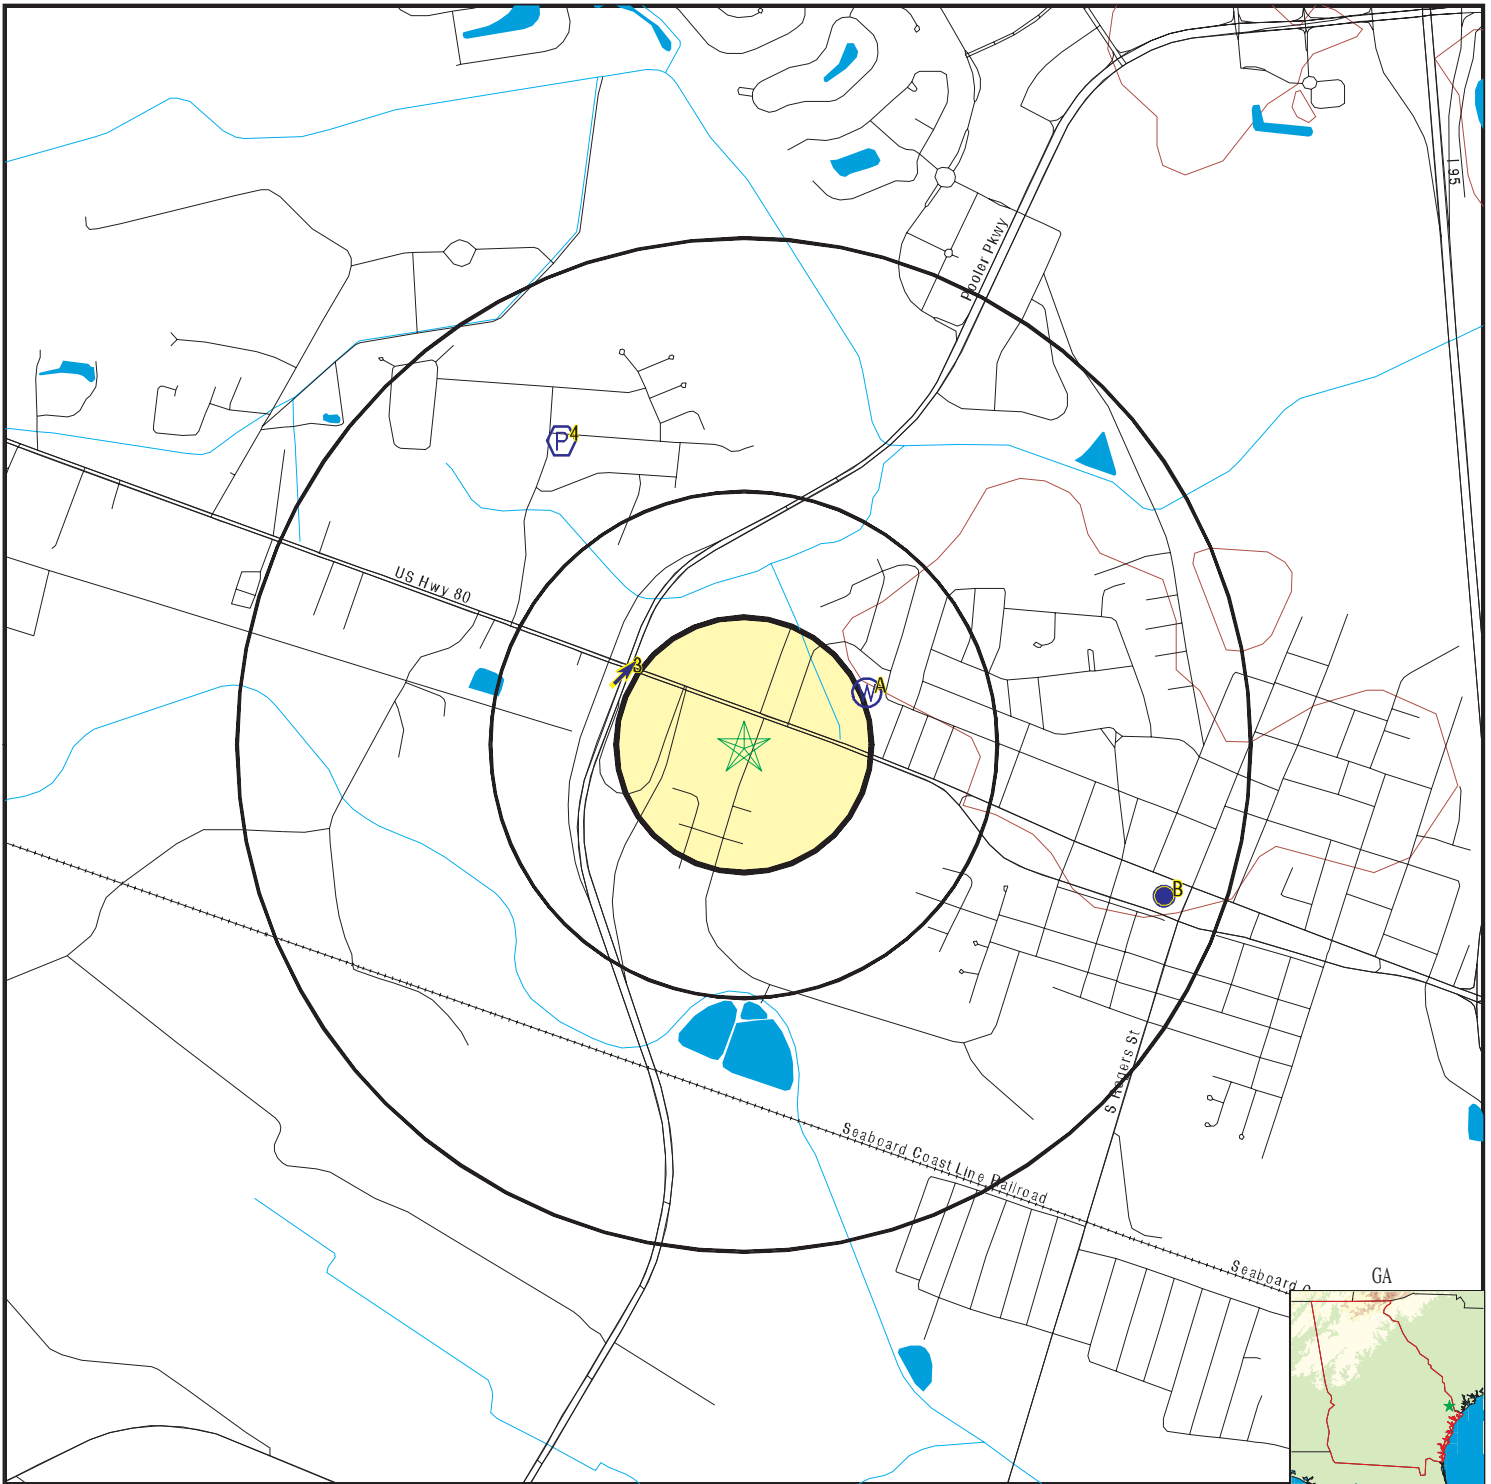 I 95
Pooler Pkwy
P 4
US Hwy 80
3
W A
B
S Rogers St
Seaboard Coast Line Railroad
Seaboard C
GA